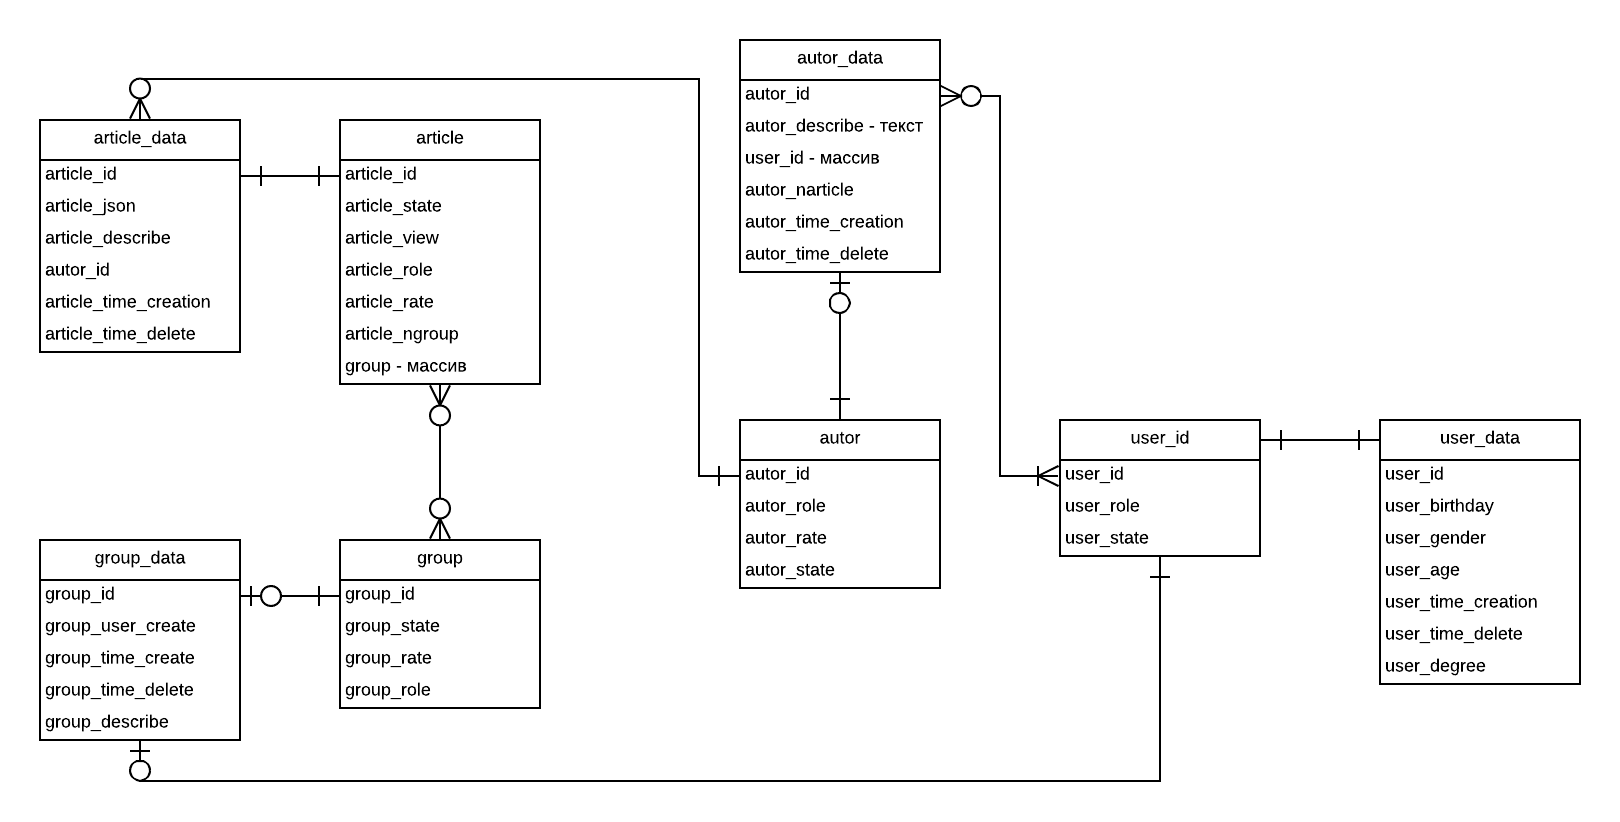 autor_data
autor_id
autor_describe - текст
user_id - массив
autor_narticle
autor_time_creation
autor_time_delete
article_data
article_id
article_json
article_describe
autor_id
article_time_creation
article_time_delete
article
article_id
article_state
article_view
article_role
article_rate
article_ngroup
group - массив
autor
autor_id
autor_role
autor_rate
autor_state
user_id
user_id
user_role
user_state
user_data
user_id
user_birthday
user_gender
user_age
user_time_creation
user_time_delete
user_degree
group_data
group_id
group_user_create
group_time_create
group_time_delete
group_describe
group
group_id
group_state
group_rate
group_role